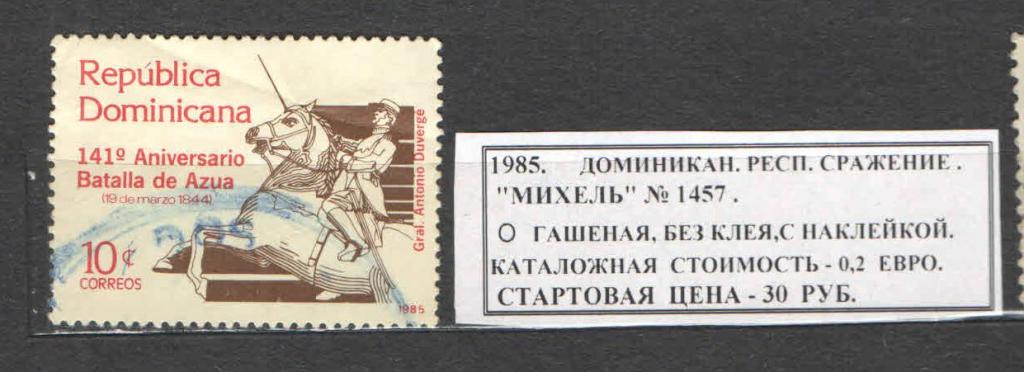 República
Dominicana
141º Aniversario
Batalla de Azua
(19 de marzo 1844)
10¢
CORREOS
Gral. Antonio Duvergé
1985
1985. ДОМИНИКАН. РЕСП. СРАЖЕНИЕ.
"МИХЕЛЬ" № 1457.
О ГАШЕНАЯ, БЕЗ КЛЕЯ,С НАКЛЕЙКОЙ.
КАТАЛОЖНАЯ СТОИМОСТЬ - 0,2 ЕВРО.
СТАРТОВАЯ ЦЕНА - 30 РУБ.